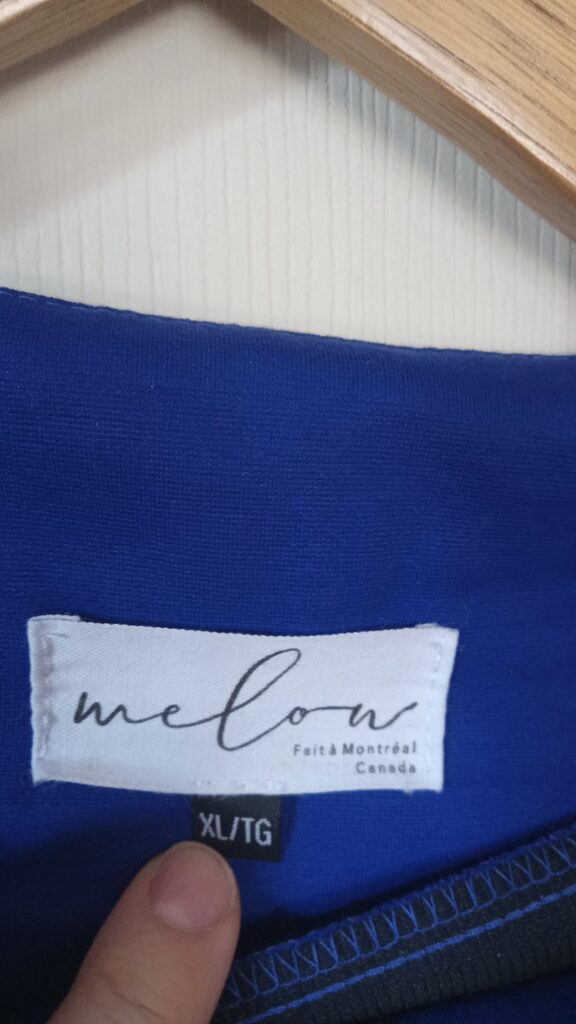 melow
Fait à Montréal
Canada
XL/TG